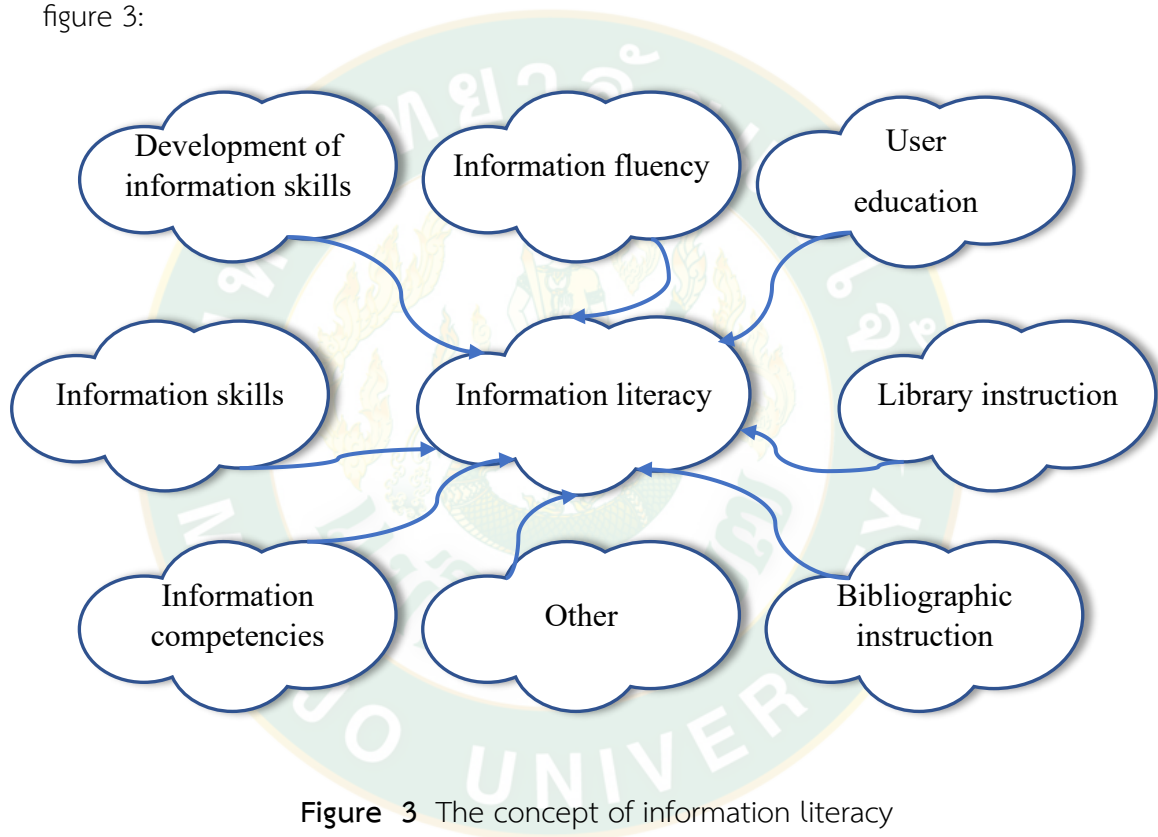 figure 3:
Development of
information skills
Information fluency
User
education
Information skills
Information literacy
Library instruction
Information
competencies
Other
Bibliographic
instruction
UNIVERSITY
Figure 3 The concept of information literacy